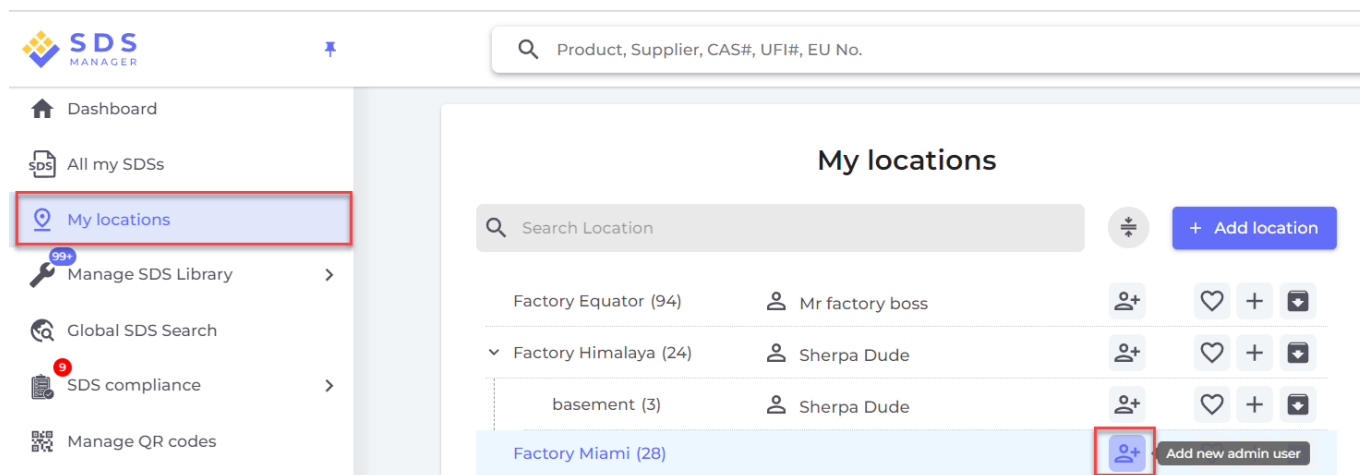 SDS
MANAGER
Product, Supplier, CAS#, UFI#, EU No.
Dashboard
SDS
All my SDSs
My locations
99+
Manage SDS Library
Global SDS Search
9
SDS compliance
Manage QR codes
My locations
Search Location
+ Add location
Factory Equator (94) Mr factory boss
Factory Himalaya (24) Sherpa Dude
basement (3) Sherpa Dude
Factory Miami (28) Add new admin user